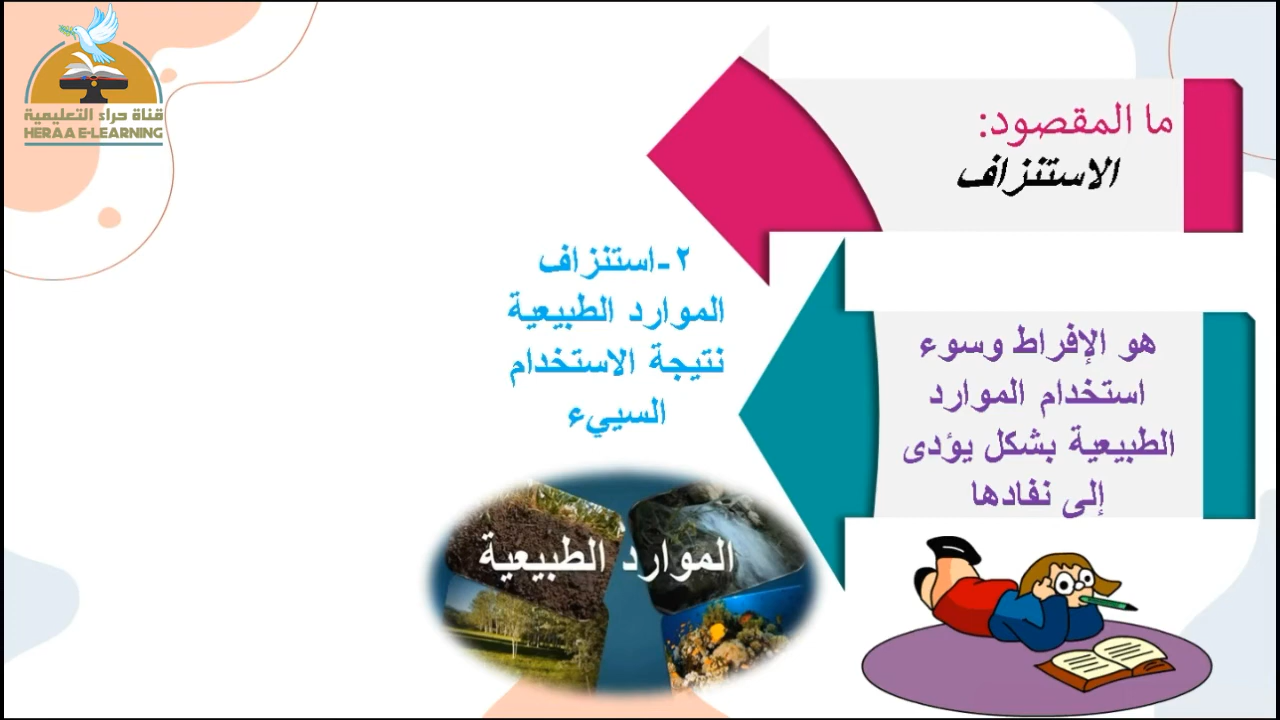 قناة حراء التعليمية
HERAA E-LEARNING
ما المقصود:
الاستنزاف
هو الإفراط وسوء
استخدام الموارد
الطبيعية بشكل يؤدى
إلى نفادها
٢-استنزاف
الموارد الطبيعية
نتيجة الاستخدام
السييء
الموارد الطبيعية